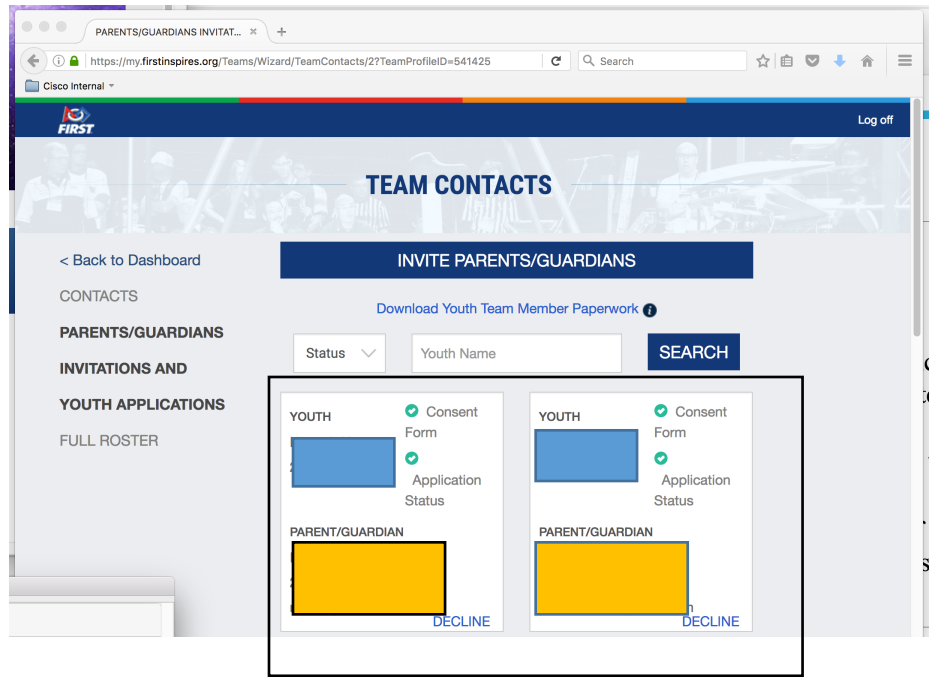 PARENTS/GUARDIANS INVITAT...
https://my.firstinspires.org/Teams/Wizard/TeamContacts/2?TeamProfileID=541425
Search
Cisco Internal
FIRST
Log off
TEAM CONTACTS
< Back to Dashboard
CONTACTS
PARENTS/GUARDIANS
INVITATIONS AND
YOUTH APPLICATIONS
FULL ROSTER
INVITE PARENTS/GUARDIANS
Download Youth Team Member Paperwork
Status
Youth Name
SEARCH
YOUTH
Consent
Form
Application
Status
PARENT/GUARDIAN
DECLINE
YOUTH
Consent
Form
Application
Status
PARENT/GUARDIAN
DECLINE